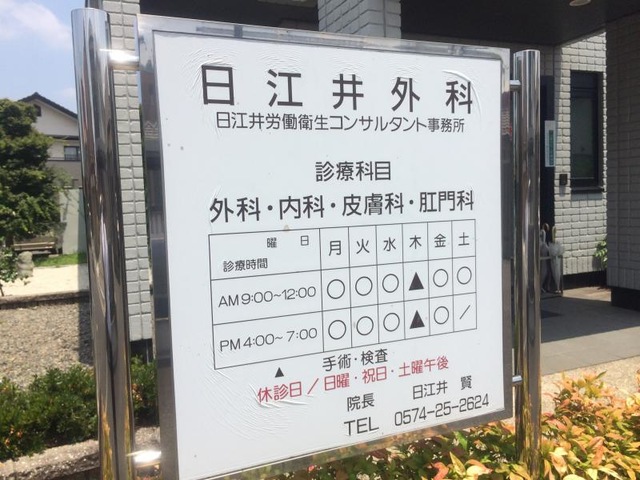 日江井外科
日江井労働衛生コンサルタント事務所
診療科目
外科・内科・皮膚科・肛門科
曜日 月 火 水 木 金 土
診療時間
AM 9:00~12:00 ○ ○ ○ ▲ ○ ○
PM 4:00~7:00 ○ ○ ○ ▲ ○ /
▲ 手術・検査
休診日/日曜・祝日・土曜午後
院長 日江井 賢
TEL 0574-25-2624